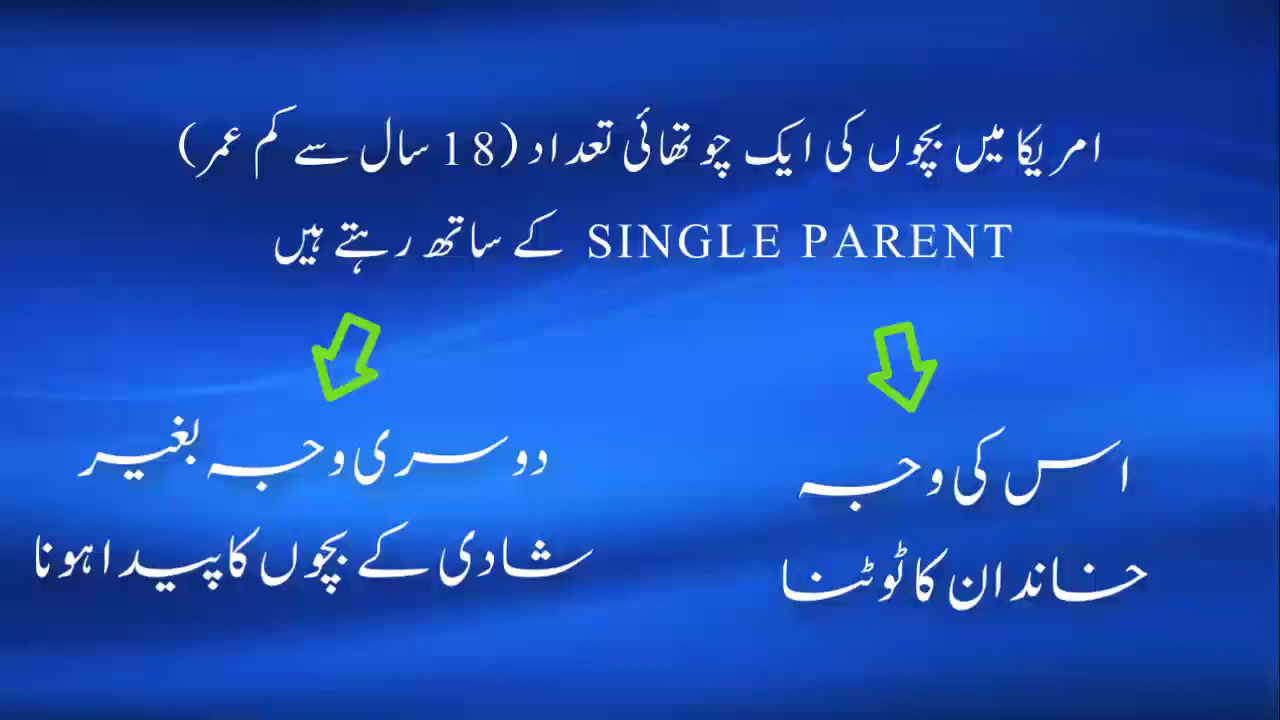 امریکا میں بچوں کی ایک چوتھائی تعداد (18 سال سے کم عمر)
SINGLE PARENT کے ساتھ رہتے ہیں
اس کی وجہ
خاندان کا ٹوٹنا
دوسری وجہ بغیر
شادی کے بچوں کا پیدا ہونا